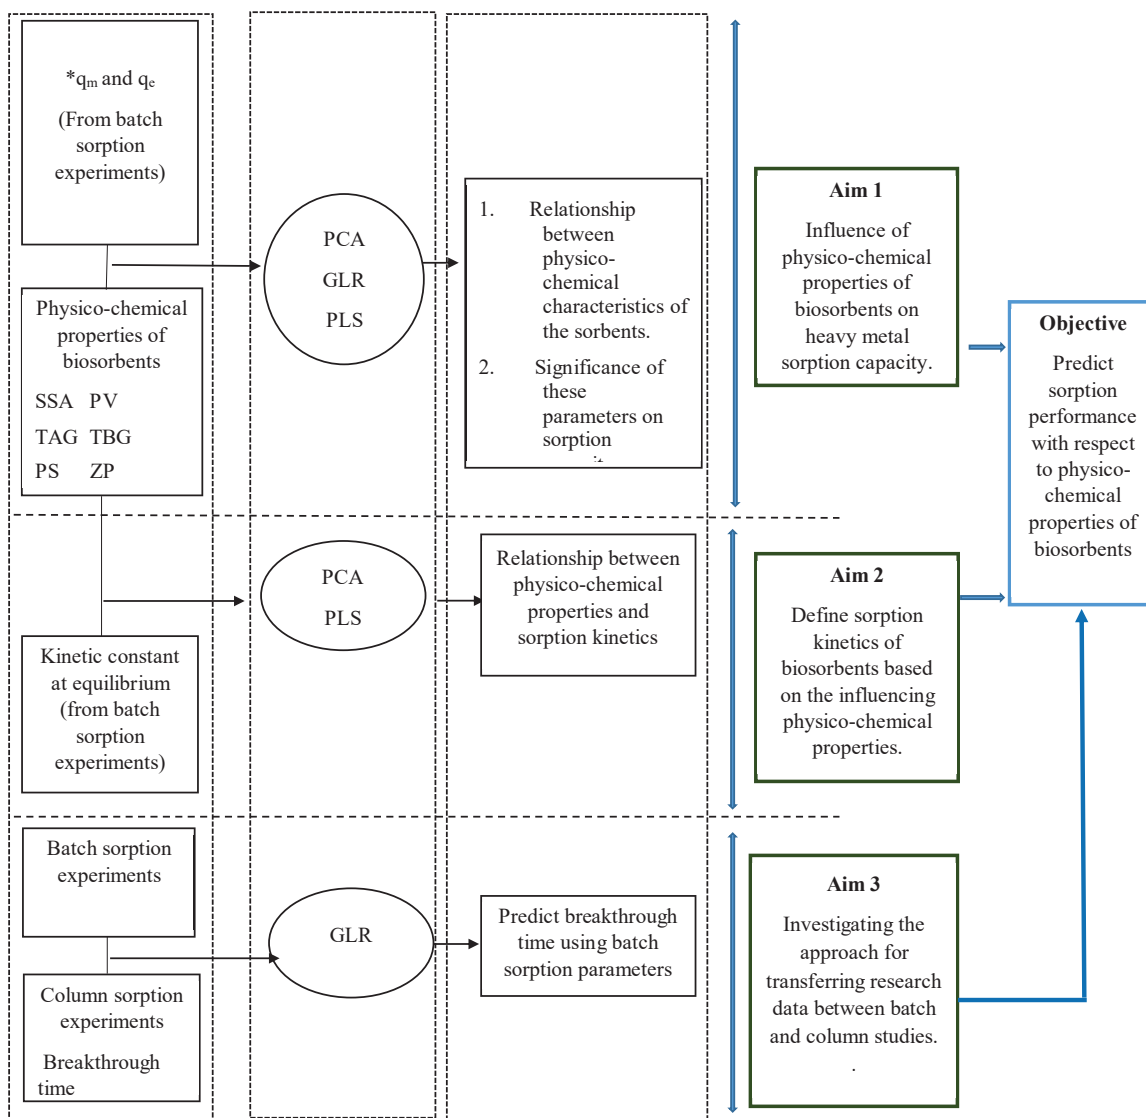 *qm and qe
(From batch
sorption
experiments)
Physico-chemical
properties of
biosorbents
SSA PV
TAG TBG
PS ZP
Kinetic constant
at equilibrium
(from batch
sorption
experiments)
Batch sorption
experiments
Column sorption
experiments
Breakthrough
time
PCA
GLR
PLS
PCA
PLS
GLR
1. Relationship
between
physico-
chemical
characteristics of
the sorbents.
2. Significance of
these
parameters on
sorption
Relationship between
physico-chemical
properties and
sorption kinetics
Predict breakthrough
time using batch
sorption parameters
Aim 1
Influence of
physico-chemical
properties of
biosorbents on
heavy metal
sorption capacity.
Aim 2
Define sorption
kinetics of
biosorbents based
on the influencing
physico-chemical
properties.
Aim 3
Investigating the
approach for
transferring research
data between batch
and column studies.
.
Objective
Predict
sorption
performance
with respect
to physico-
chemical
properties of
biosorbents